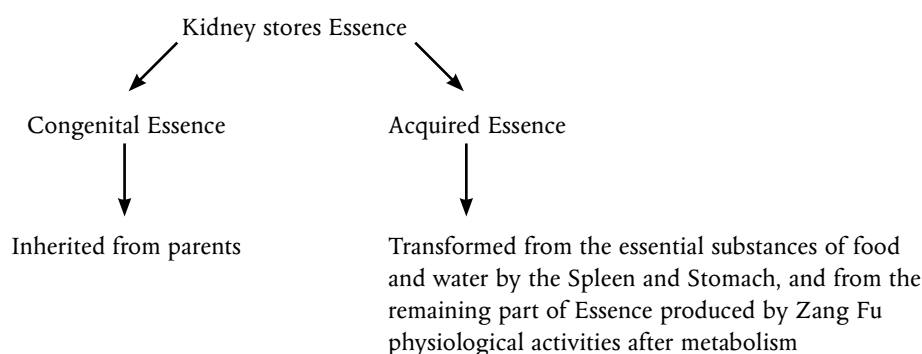 Kidney stores Essence
Congenital Essence
Acquired Essence
Inherited from parents
Transformed from the essential substances of food
and water by the Spleen and Stomach, and from the
remaining part of Essence produced by Zang Fu
physiological activities after metabolism